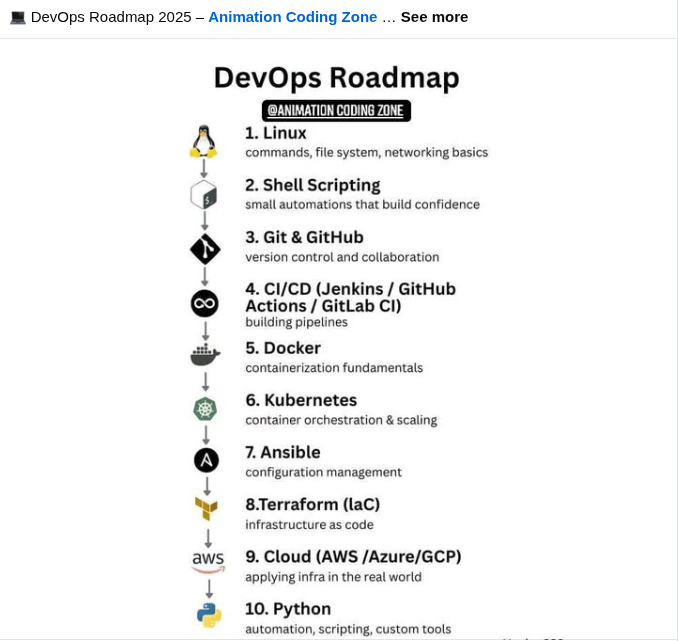 DevOps Roadmap 2025 – Animation Coding Zone … See more
DevOps Roadmap
@ANIMATION CODING ZONE
1. Linux
commands, file system, networking basics
2. Shell Scripting
small automations that build confidence
3. Git & GitHub
version control and collaboration
4. CI/CD (Jenkins / GitHub
Actions / GitLab CI)
building pipelines
5. Docker
containerization fundamentals
6. Kubernetes
container orchestration & scaling
7. Ansible
configuration management
8.Terraform (IaC)
infrastructure as code
aws
9. Cloud (AWS /Azure/GCP)
applying infra in the real world
10. Python
automation, scripting, custom tools